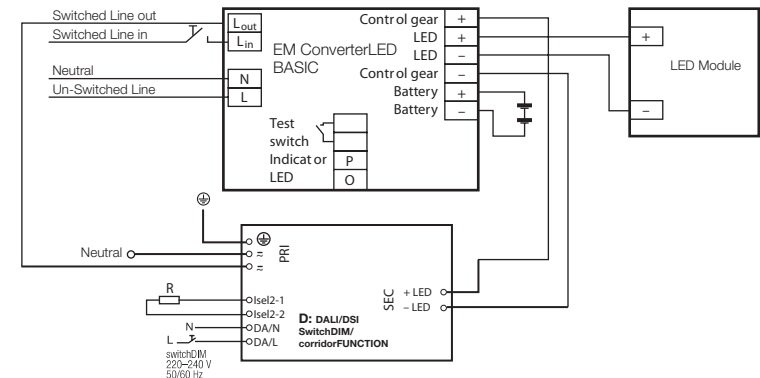 Switched Line out
Switched Line in
Neutral
Un-Switched Line
Lout
Lin
N
L
EM ConverterLED
BASIC
Control gear +
LED +
LED –
Control gear –
Battery +
Battery –
Test
switch
Indicator P
LED O
+
–
LED Module
Neutral
PRI
≂
≂
R
Isel2-1
Isel2-2
N DA/N
L DA/L
switchDIM
220–240 V
50/60 Hz
D: DALI/DSI
SwitchDIM/
corridorFUNCTION
SEC
+ LED
– LED